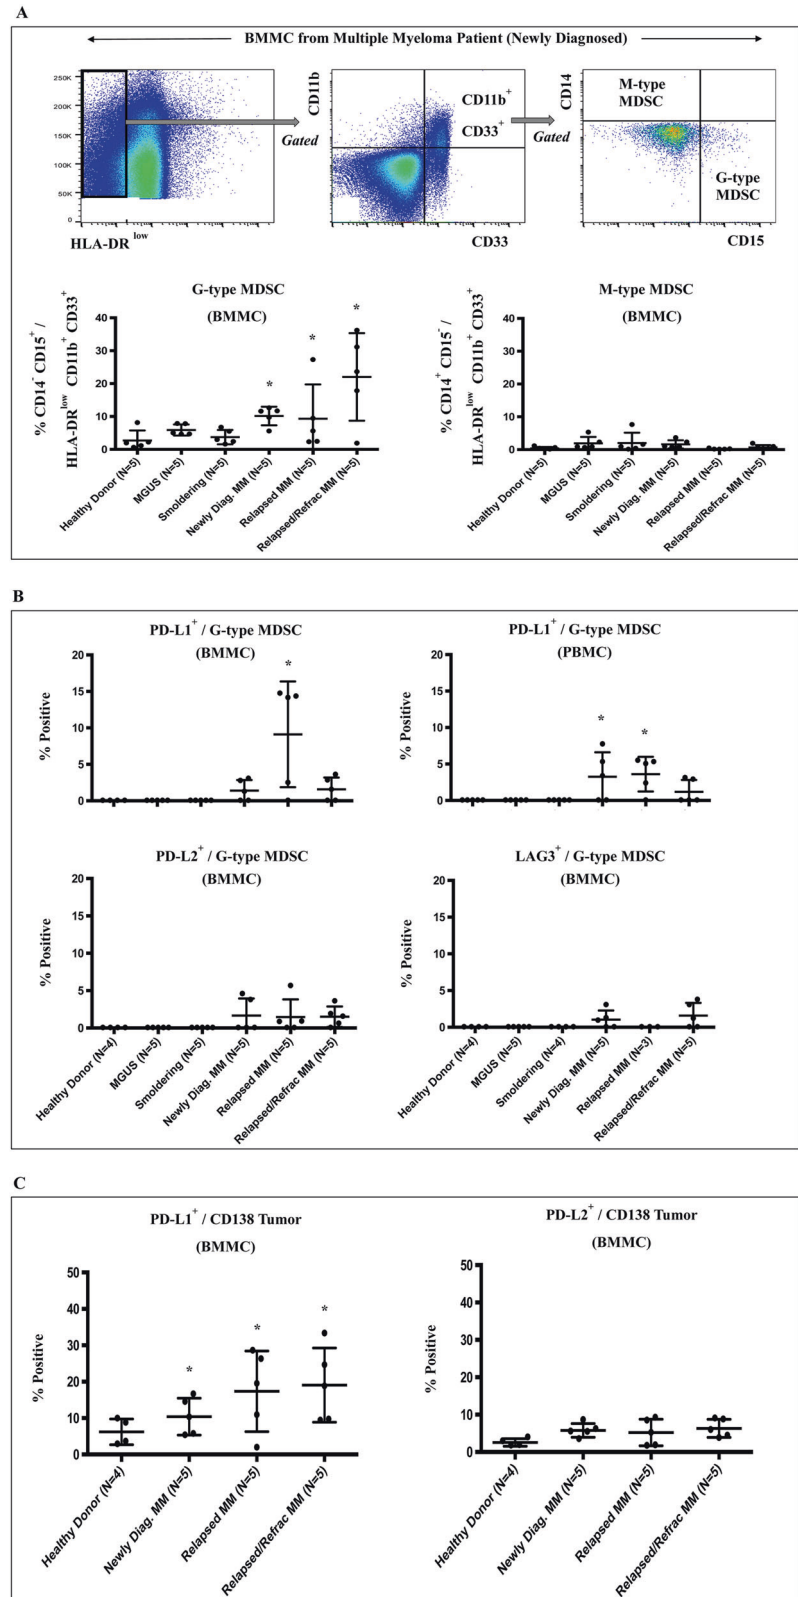 A
BMMC from Multiple Myeloma Patient (Newly Diagnosed)
250K
200K
150K
100K
50K
0
HLA-DR low
Gated
CD11b
CD11b+
CD33+
CD33
Gated
CD14
M-type
MDSC
G-type
MDSC
CD15
G-type MDSC
(BMMC)
% CD14- CD15+ /
HLA-DRlow CD11b+ CD33+
40
30
20
10
0
* * *
Healthy Donor (N=5)
MGUS (N=5)
Smoldering (N=5)
Newly Diag. MM (N=5)
Relapsed MM (N=5)
Relapsed/Refrac MM (N=5)
M-type MDSC
(BMMC)
% CD14+ CD15- /
HLA-DRlow CD11b+ CD33+
40
30
20
10
0
Healthy Donor (N=5)
MGUS (N=5)
Smoldering (N=5)
Newly Diag. MM (N=5)
Relapsed MM (N=5)
Relapsed/Refrac MM (N=5)
B
PD-L1+ / G-type MDSC
(BMMC)
% Positive
20
15
10
5
0
*
PD-L1+ / G-type MDSC
(PBMC)
% Positive
20
15
10
5
0
* *
PD-L2+ / G-type MDSC
(BMMC)
% Positive
20
15
10
5
0
Healthy Donor (N=4)
MGUS (N=5)
Smoldering (N=5)
Newly Diag. MM (N=5)
Relapsed MM (N=5)
Relapsed/Refrac MM (N=5)
LAG3+ / G-type MDSC
(BMMC)
% Positive
20
15
10
5
0
Healthy Donor (N=4)
MGUS (N=5)
Smoldering (N=4)
Newly Diag. MM (N=5)
Relapsed MM (N=3)
Relapsed/Refrac MM (N=5)
C
PD-L1+ / CD138 Tumor
(BMMC)
% Positive
50
40
30
20
10
0
* * *
Healthy Donor (N=4)
Newly Diag. MM (N=5)
Relapsed MM (N=5)
Relapsed/Refrac MM (N=5)
PD-L2+ / CD138 Tumor
(BMMC)
% Positive
50
40
30
20
10
0
Healthy Donor (N=4)
Newly Diag. MM (N=5)
Relapsed MM (N=5)
Relapsed/Refrac MM (N=5)